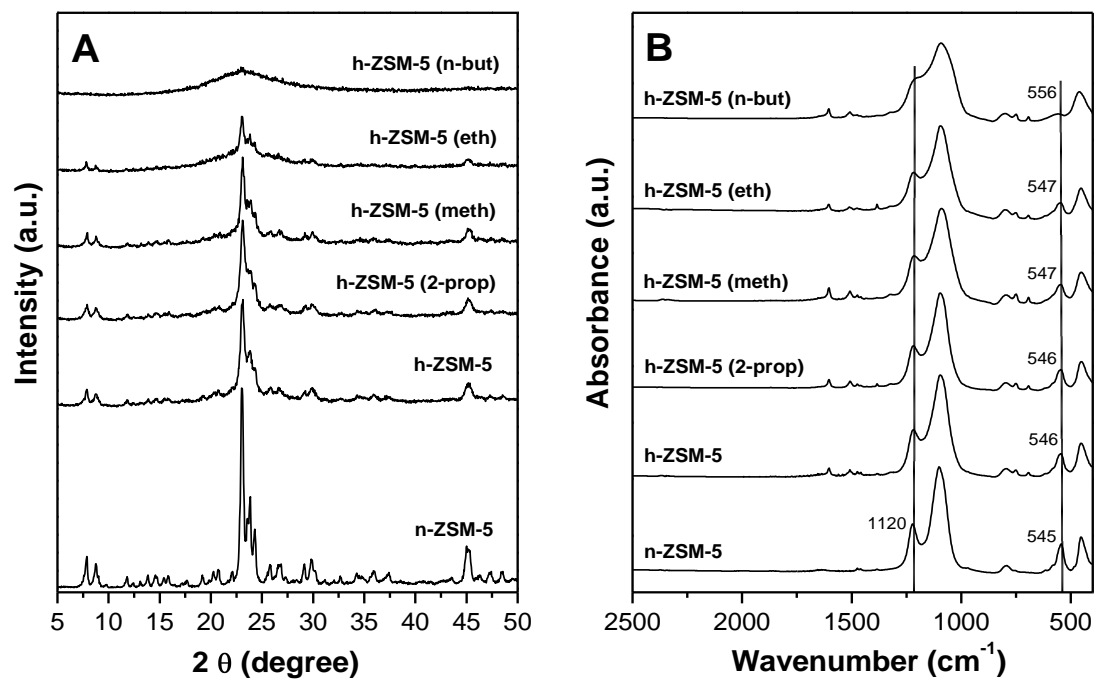 A
h-ZSM-5 (n-but)
h-ZSM-5 (eth)
h-ZSM-5 (meth)
h-ZSM-5 (2-prop)
h-ZSM-5
n-ZSM-5
Intensity (a.u.)
5 10 15 20 25 30 35 40 45 50
2 θ (degree)
B
h-ZSM-5 (n-but)
556
h-ZSM-5 (eth)
547
h-ZSM-5 (meth)
547
h-ZSM-5 (2-prop)
546
h-ZSM-5
546
n-ZSM-5
1120
545
Absorbance (a.u.)
2500 2000 1500 1000 500
Wavenumber (cm⁻¹)